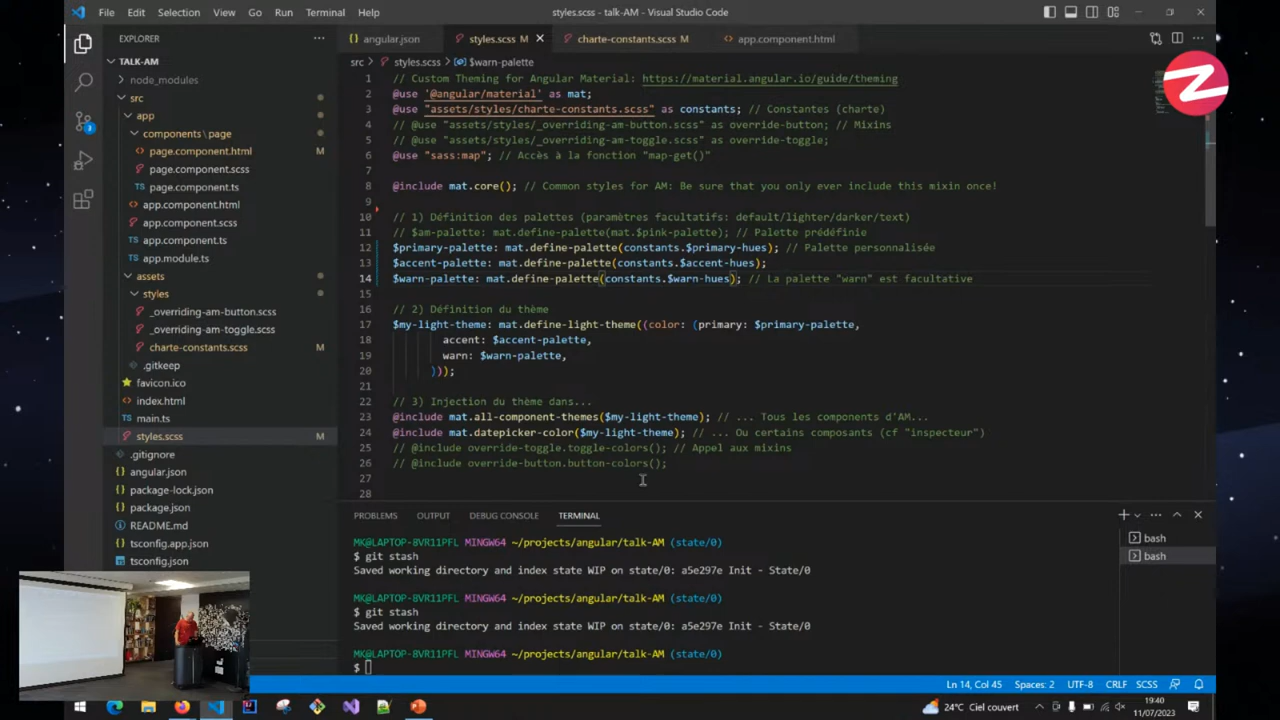 File Edit Selection View Go Run Terminal Help
styles.scss - talk-AM - Visual Studio Code
EXPLORER
TALK-AM
node_modules
src
app
components\page
page.component.html M
page.component.scss
page.component.ts
app.component.html
app.component.scss
app.component.ts
app.module.ts
assets
styles
_overriding-am-button.scss
_overriding-am-toggle.scss
charte-constants.scss
.gitkeep
favicon.ico
index.html
main.ts
styles.scss M
.gitignore
angular.json
package-lock.json
package.json
README.md
tsconfig.app.json
tsconfig.json
3
angular.json styles.scss M charte-constants.scss M app.component.html
src > styles.scss > $warn-palette
1 // Custom Theming for Angular Material: https://material.angular.io/guide/theming
2 @use '@angular/material' as mat;
3 @use "assets/styles/charte-constants.scss" as constants; // Constantes (charte)
4 // @use "assets/styles/_overriding-am-button.scss" as override-button; // Mixins
5 // @use "assets/styles/_overriding-am-toggle.scss" as override-toggle;
6 @use "sass:map"; // Accès à la fonction "map-get()"
7
8 @include mat.core(); // Common styles for AM: Be sure that you only ever include this mixin once!
9
10 // 1) Définition des palettes (paramètres facultatifs: default/lighter/darker/text)
11 // $am-palette: mat.define-palette(mat.$pink-palette); // Palette prédéfinie
12 $primary-palette: mat.define-palette(constants.$primary-hues); // Palette personnalisée
13 $accent-palette: mat.define-palette(constants.$accent-hues);
14 $warn-palette: mat.define-palette(constants.$warn-hues); // La palette "warn" est facultative
15
16 // 2) Définition du thème
17 $my-light-theme: mat.define-light-theme((color: (primary: $primary-palette,
18 accent: $accent-palette,
19 warn: $warn-palette,
20 )));
21
22 // 3) Injection du thème dans...
23 @include mat.all-component-themes($my-light-theme); // ... Tous les components d'AM...
24 @include mat.datepicker-color($my-light-theme); // ... Ou certains composants (cf "inspecteur")
25 // @include override-toggle.toggle-colors(); // Appel aux mixins
26 // @include override-button.button-colors();
27
28
PROBLEMS OUTPUT DEBUG CONSOLE TERMINAL
MK@LAPTOP-8VR11PFL MINGW64 ~/projects/angular/talk-AM (state/0)
$ git stash
Saved working directory and index state WIP on state/0: a5e297e Init - State/0
MK@LAPTOP-8VR11PFL MINGW64 ~/projects/angular/talk-AM (state/0)
$ git stash
Saved working directory and index state WIP on state/0: a5e297e Init - State/0
MK@LAPTOP-8VR11PFL MINGW64 ~/projects/angular/talk-AM (state/0)
$
bash
bash
Ln 14, Col 45 Spaces: 2 UTF-8 CRLF SCSS
24°C Ciel couvert
19:40
11/07/2023